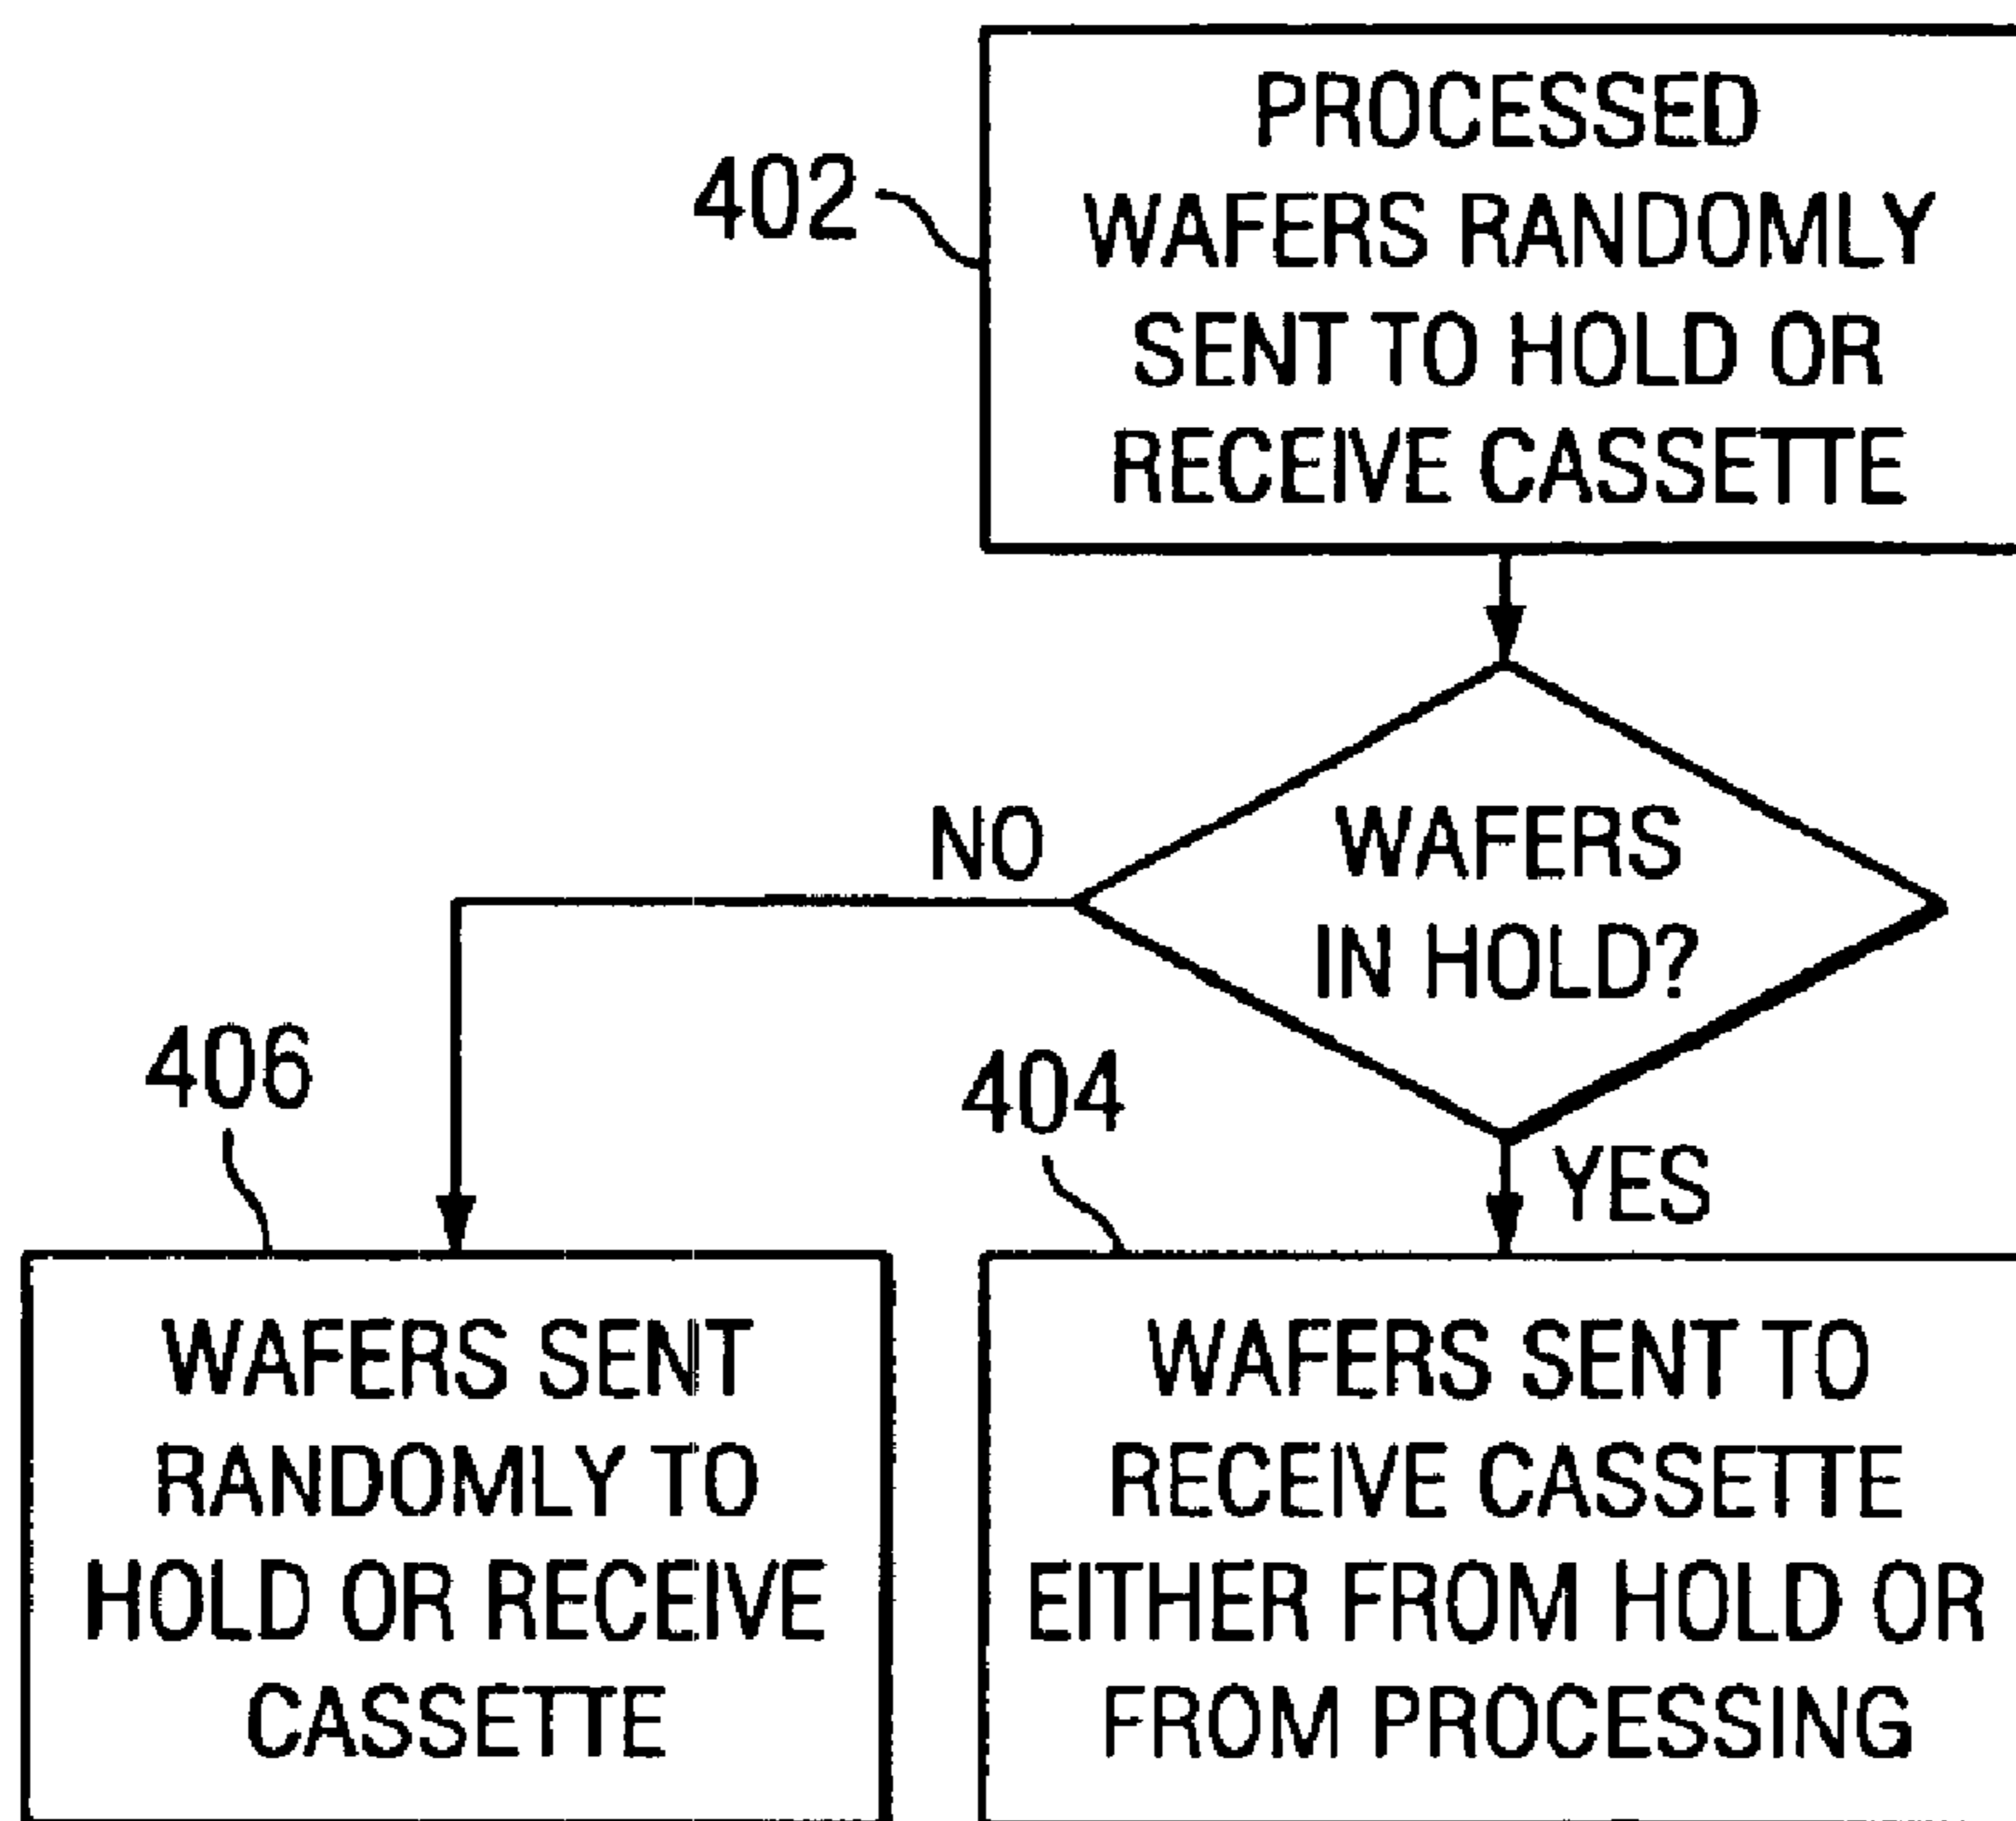 PROCESSED
402
WAFERS RANDOMLY
SENT TO HOLD OR
RECEIVE CASSETTE
NO
WAFERS
IN HOLD?
406
404
YES
WAFERS SENT
RANDOMLY TO
HOLD OR RECEIVE
CASSETTE
WAFERS SENT TO
RECEIVE CASSETTE
EITHER FROM HOLD OR
FROM PROCESSING